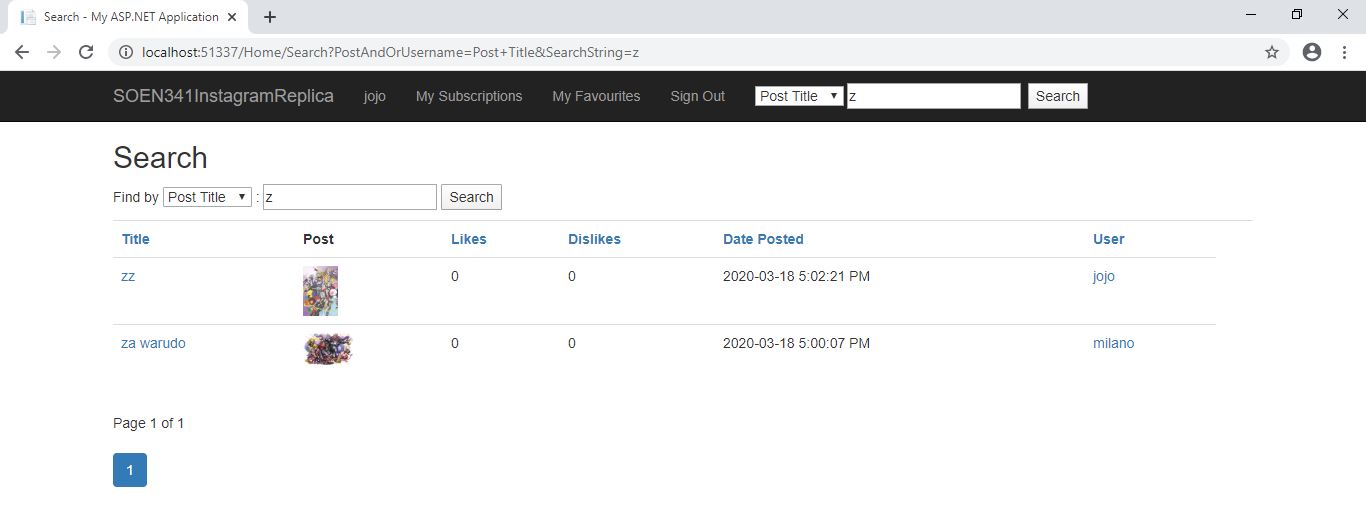 Search - My ASP.NET Application
localhost:51337/Home/Search?PostAndOrUsername=Post+Title&SearchString=z
SOEN341InstagramReplica jojo My Subscriptions My Favourites Sign Out Post Title z Search
Search
Find by Post Title : z Search
Title Post Likes Dislikes Date Posted User
zz 0 0 2020-03-18 5:02:21 PM jojo
za warudo 0 0 2020-03-18 5:00:07 PM milano
Page 1 of 1
1